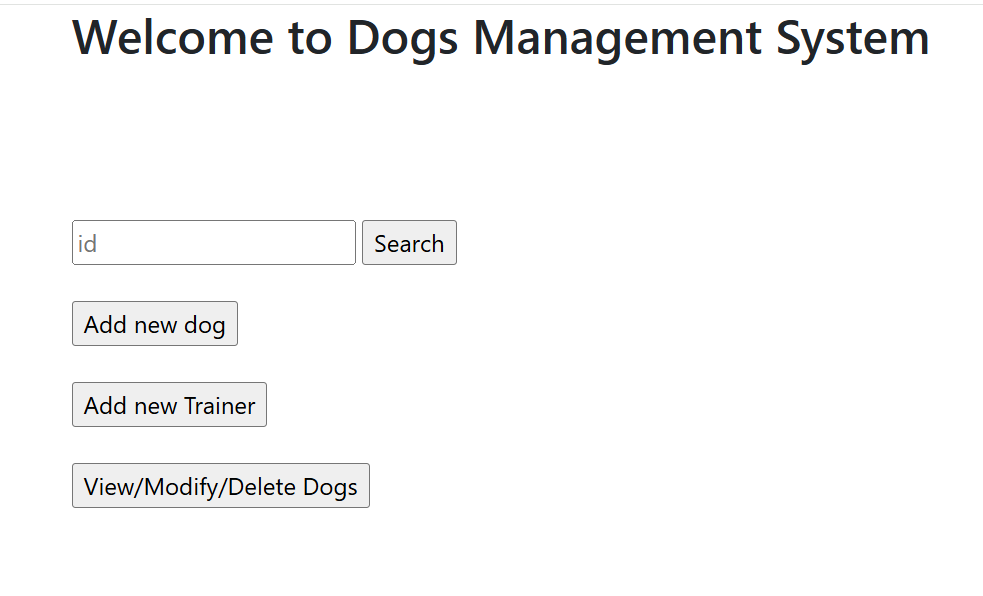 Welcome to Dogs Management System
id Search
Add new dog
Add new Trainer
View/Modify/Delete Dogs